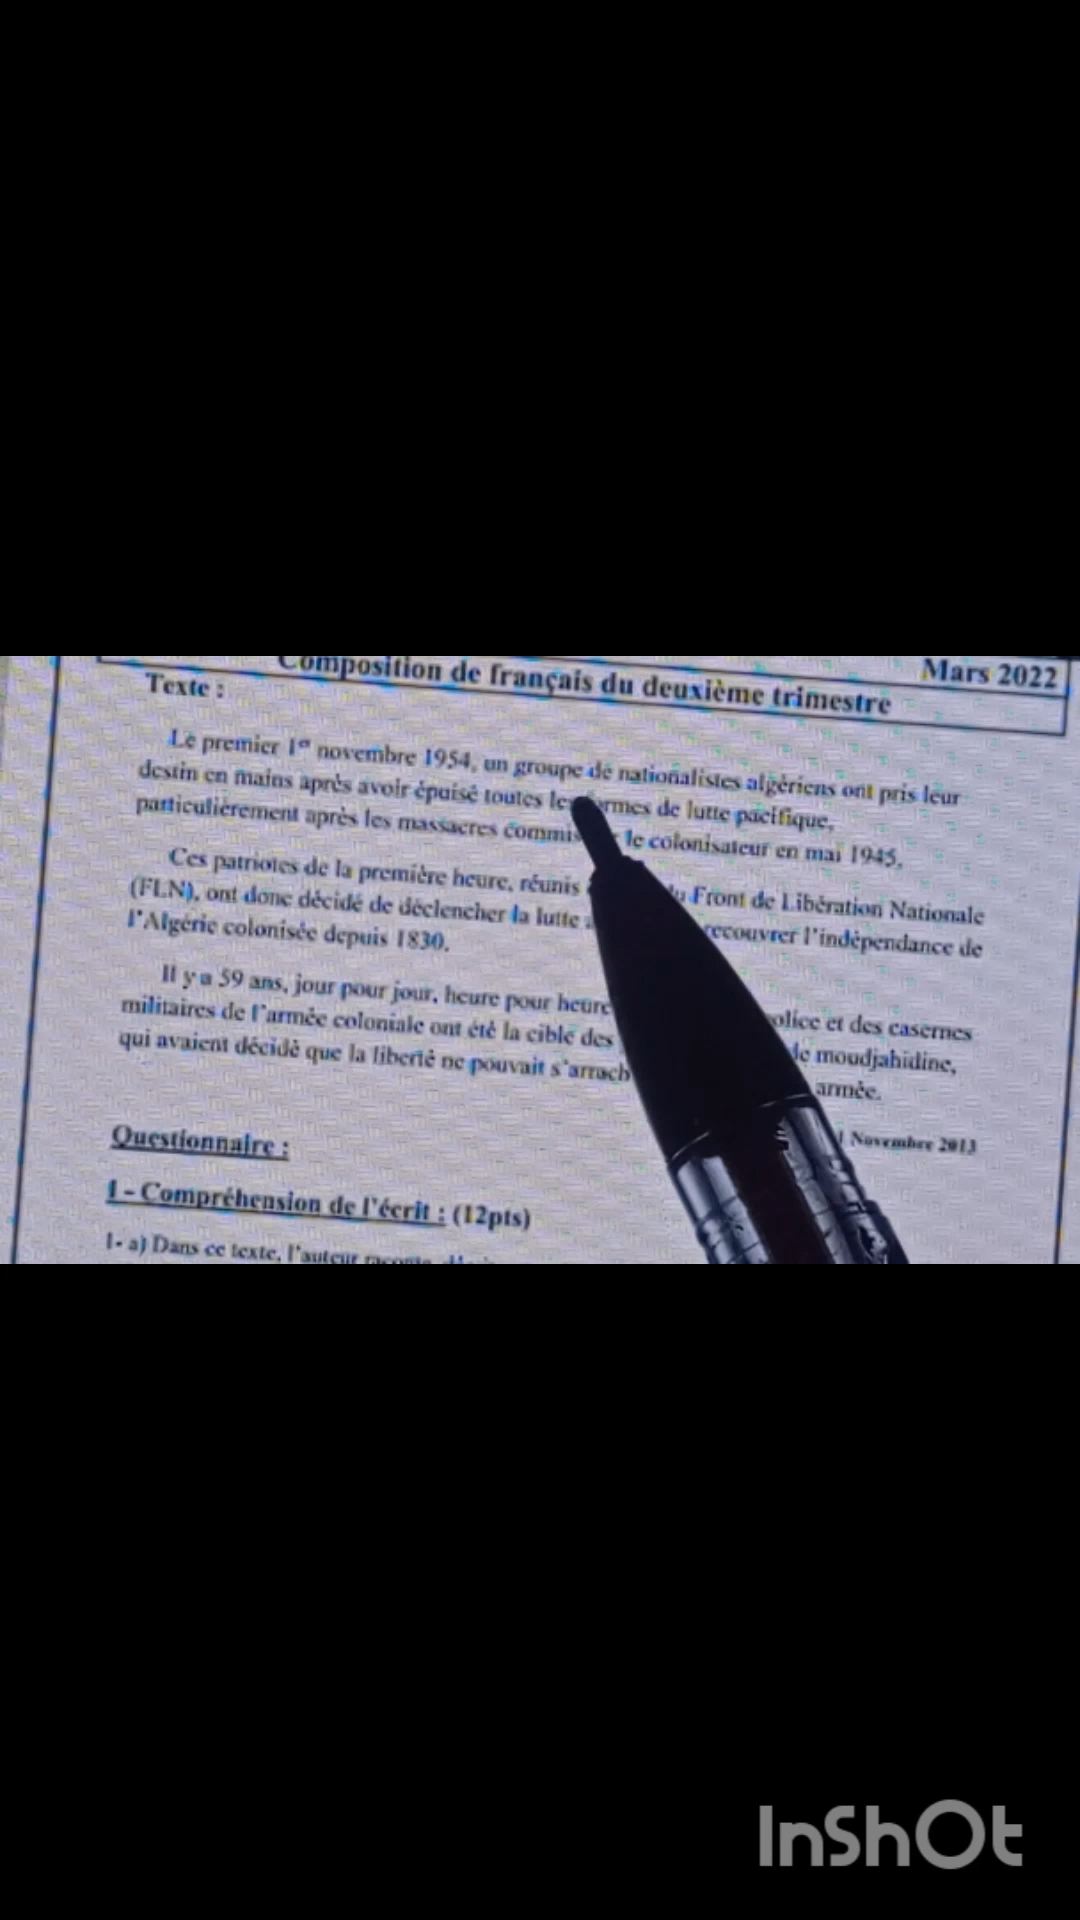 Composition de français du deuxième trimestre
Mars 2022
Texte :
Le premier 1er novembre 1954, un groupe de nationalistes algériens ont pris leur
destin en mains après avoir épuisé toutes les formes de lutte pacifique,
particulièrement après les massacres commis le colonisateur en mai 1945.
Ces patriotes de la première heure, réunis du Front de Libération Nationale
(FLN), ont donc décidé de déclencher la lutte recouvrer l'indépendance de
l'Algérie colonisée depuis 1830.
Il y a 59 ans, jour pour jour, heure pour heure police et des casernes
militaires de l'armée coloniale ont été la cible des de moudjahidine,
qui avaient décidé que la liberté ne pouvait armée.
Novembre 2013
Questionnaire :
I - Compréhension de l'écrit : (12pts)
1- a) Dans ce texte, l'auteur raconte
InShOt